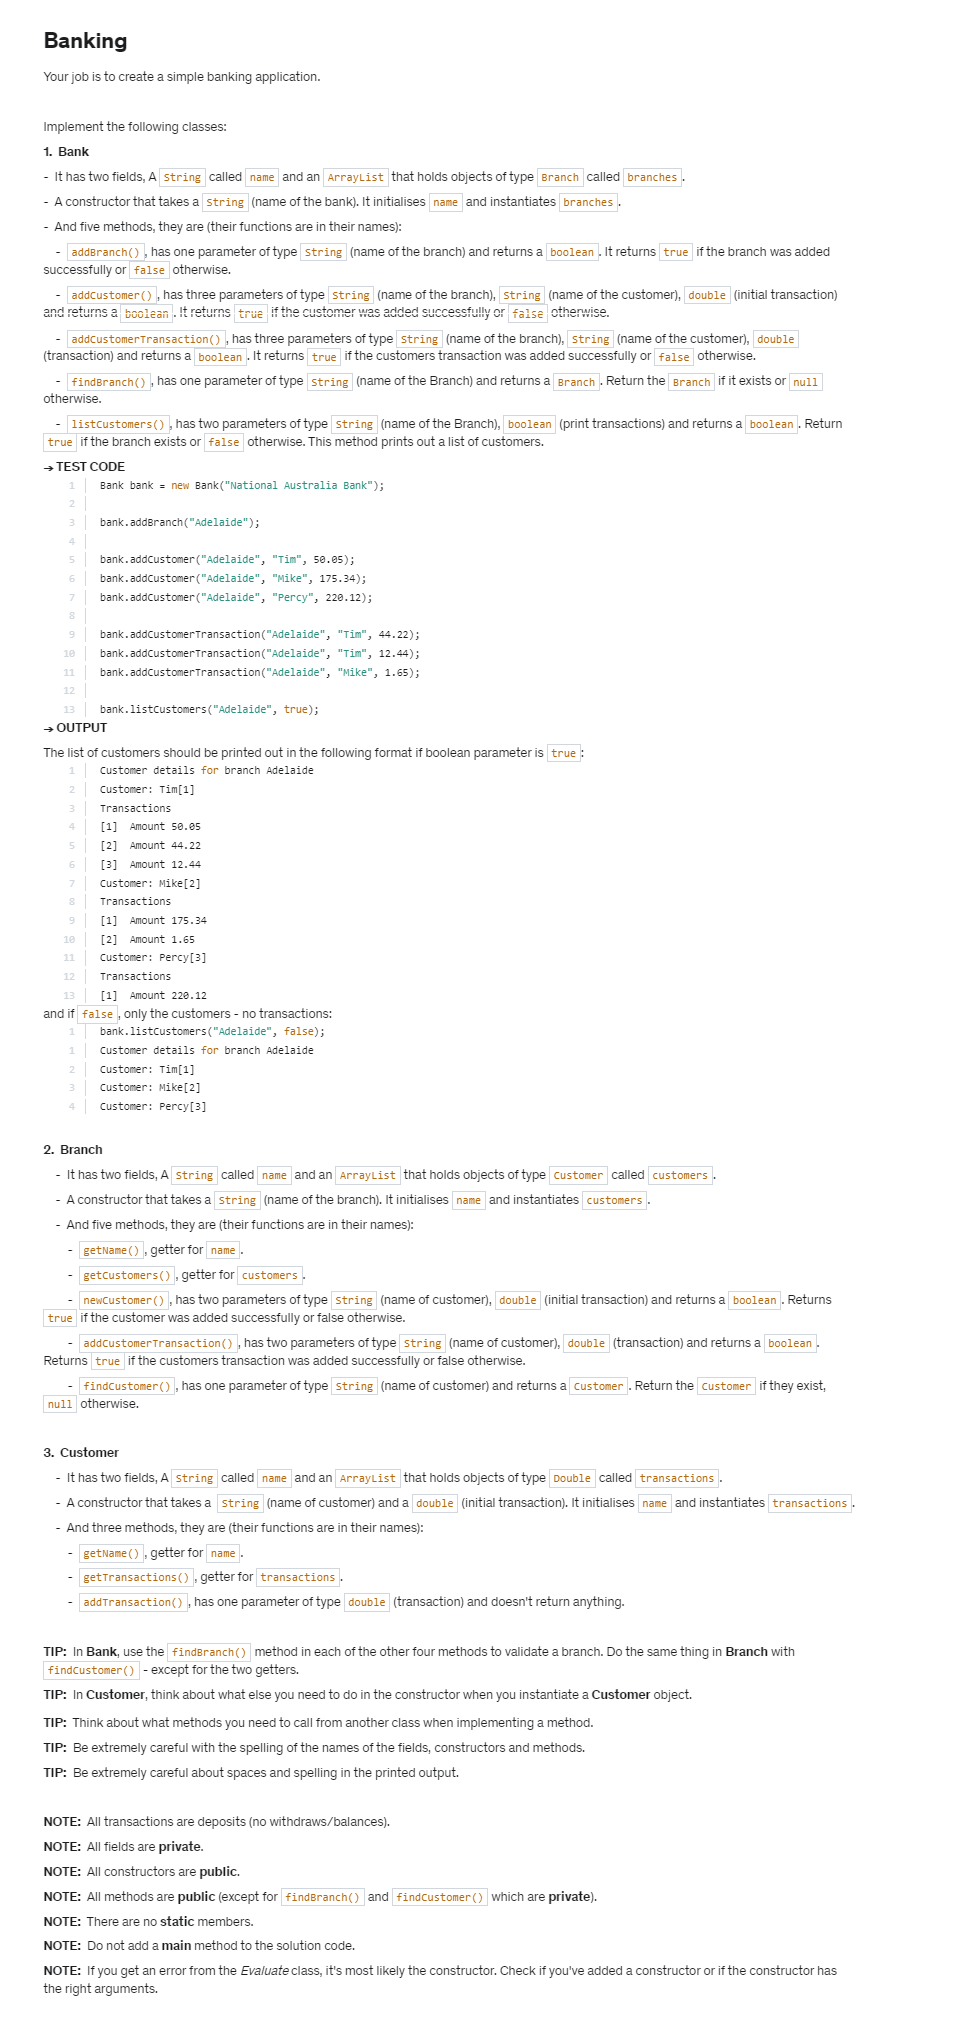 Banking
Your job is to create a simple banking application.
Implement the following classes:
1. Bank
- It has two fields, A String called name and an ArrayList that holds objects of type Branch called branches.
- A constructor that takes a String (name of the bank). It initialises name and instantiates branches.
- And five methods, they are (their functions are in their names):
- addBranch(), has one parameter of type String (name of the branch) and returns a boolean. It returns true if the branch was added
successfully or false otherwise.
- addCustomer(), has three parameters of type String (name of the branch), String (name of the customer), double (initial transaction)
and returns a boolean. It returns true if the customer was added successfully or false otherwise.
- addCustomerTransaction(), has three parameters of type String (name of the branch), String (name of the customer), double
(transaction) and returns a boolean. It returns true if the customers transaction was added successfully or false otherwise.
- findBranch(), has one parameter of type String (name of the Branch) and returns a Branch. Return the Branch if it exists or null
otherwise.
- listCustomers(), has two parameters of type String (name of the Branch), boolean (print transactions) and returns a boolean. Return
true if the branch exists or false otherwise. This method prints out a list of customers.
→ TEST CODE
1 Bank bank = new Bank("National Australia Bank");
2
3 bank.addBranch("Adelaide");
4
5 bank.addCustomer("Adelaide", "Tim", 50.05);
6 bank.addCustomer("Adelaide", "Mike", 175.34);
7 bank.addCustomer("Adelaide", "Percy", 220.12);
8
9 bank.addCustomerTransaction("Adelaide", "Tim", 44.22);
10 bank.addCustomerTransaction("Adelaide", "Tim", 12.44);
11 bank.addCustomerTransaction("Adelaide", "Mike", 1.65);
12
13 bank.listCustomers("Adelaide", true);
→ OUTPUT
The list of customers should be printed out in the following format if boolean parameter is true:
1 Customer details for branch Adelaide
2 Customer: Tim[1]
3 Transactions
4 [1]  Amount 50.05
5 [2]  Amount 44.22
6 [3]  Amount 12.44
7 Customer: Mike[2]
8 Transactions
9 [1]  Amount 175.34
10 [2]  Amount 1.65
11 Customer: Percy[3]
12 Transactions
13 [1]  Amount 220.12
and if false, only the customers - no transactions:
1 bank.listCustomers("Adelaide", false);
1 Customer details for branch Adelaide
2 Customer: Tim[1]
3 Customer: Mike[2]
4 Customer: Percy[3]
2. Branch
- It has two fields, A String called name and an ArrayList that holds objects of type Customer called customers.
- A constructor that takes a String (name of the branch). It initialises name and instantiates customers.
- And five methods, they are (their functions are in their names):
- getName(), getter for name.
- getCustomers(), getter for customers.
- newCustomer(), has two parameters of type String (name of customer), double (initial transaction) and returns a boolean. Returns
true if the customer was added successfully or false otherwise.
- addCustomerTransaction(), has two parameters of type String (name of customer), double (transaction) and returns a boolean.
Returns true if the customers transaction was added successfully or false otherwise.
- findCustomer(), has one parameter of type String (name of customer) and returns a Customer. Return the Customer if they exist,
null otherwise.
3. Customer
- It has two fields, A String called name and an ArrayList that holds objects of type Double called transactions.
- A constructor that takes a String (name of customer) and a double (initial transaction). It initialises name and instantiates transactions.
- And three methods, they are (their functions are in their names):
- getName(), getter for name.
- getTransactions(), getter for transactions.
- addTransaction(), has one parameter of type double (transaction) and doesn't return anything.
TIP: In Bank, use the findBranch() method in each of the other four methods to validate a branch. Do the same thing in Branch with
findCustomer() - except for the two getters.
TIP: In Customer, think about what else you need to do in the constructor when you instantiate a Customer object.
TIP: Think about what methods you need to call from another class when implementing a method.
TIP: Be extremely careful with the spelling of the names of the fields, constructors and methods.
TIP: Be extremely careful about spaces and spelling in the printed output.
NOTE: All transactions are deposits (no withdraws/balances).
NOTE: All fields are private.
NOTE: All constructors are public.
NOTE: All methods are public (except for findBranch() and findCustomer() which are private).
NOTE: There are no static members.
NOTE: Do not add a main method to the solution code.
NOTE: If you get an error from the Evaluate class, it's most likely the constructor. Check if you've added a constructor or if the constructor has
the right arguments.